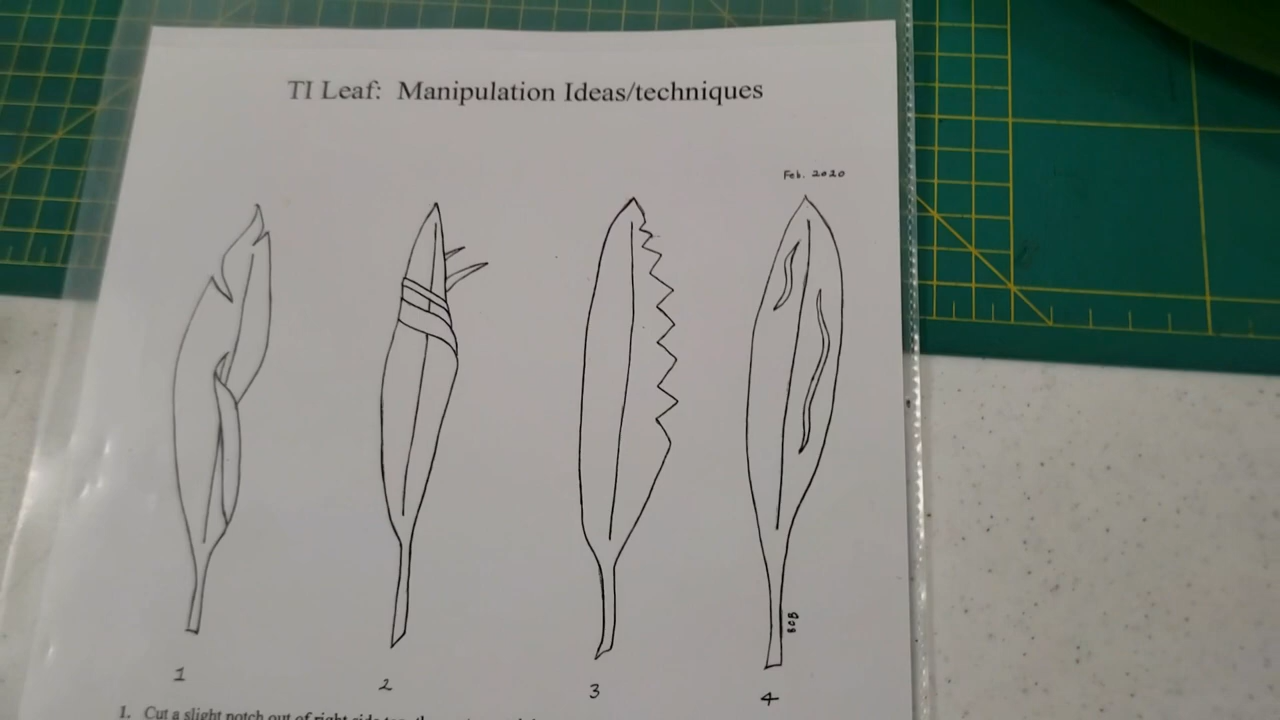 TI Leaf: Manipulation Ideas/techniques
Feb. 2020
BOB
1 2 3 4
1. Cut a slight notch out of right side